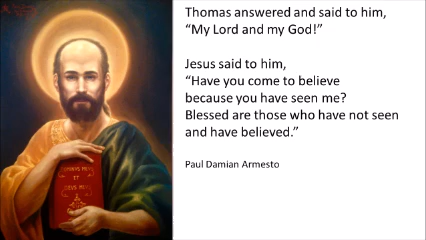 Thomas answered and said to him,
“My Lord and my God!”
Jesus said to him,
“Have you come to believe
because you have seen me?
Blessed are those who have not seen
and have believed.”
Paul Damian Armesto
ET